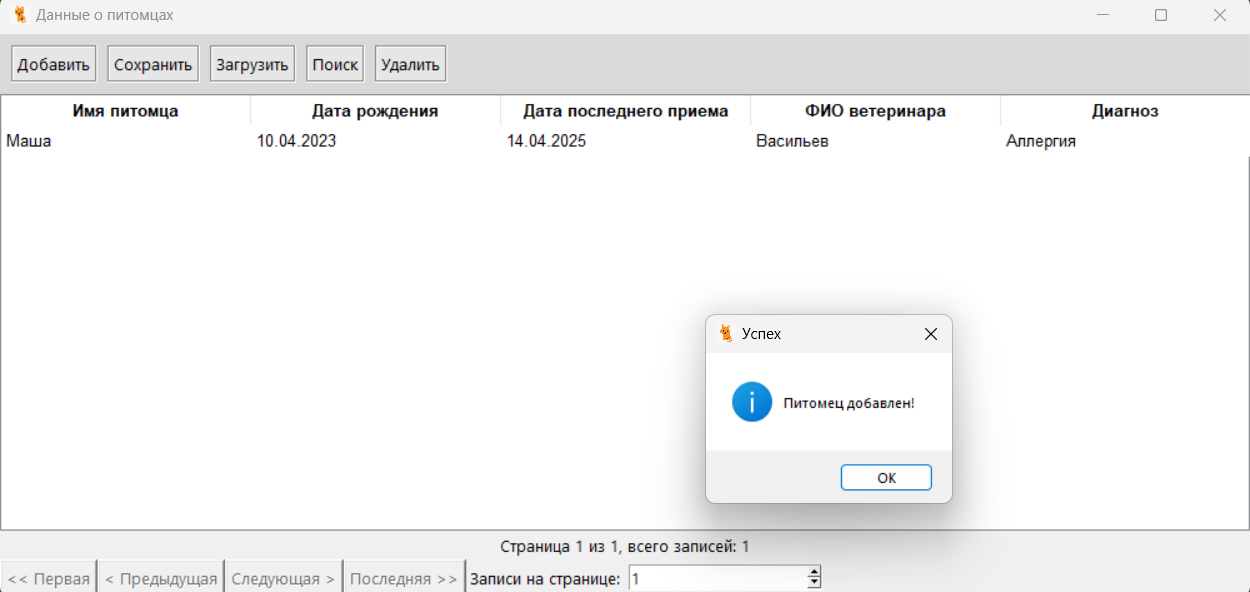 Данные о питомцах
Добавить Сохранить Загрузить Поиск Удалить
Имя питомца Дата рождения Дата последнего приема ФИО ветеринара Диагноз
Маша 10.04.2023 14.04.2025 Васильев Аллергия
Успех
Питомец добавлен!
OK
Страница 1 из 1, всего записей: 1
<< Первая < Предыдущая Следующая > Последняя >> Записи на странице: 1